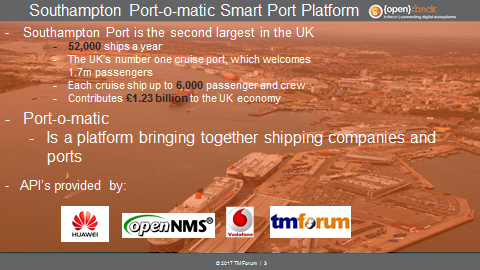 Southampton Port-o-matic Smart Port Platform
{open}:hack
tm forum | connecting digital ecosystems
- Southampton Port is the second largest in the UK
- 52,000 ships a year
- The UK's number one cruise port, which welcomes
1.7m passengers
- Each cruise ship up to 6,000 passenger and crew
- Contributes £1.23 billion to the UK economy
- Port-o-matic
- Is a platform bringing together shipping companies and
ports
- API's provided by:
HUAWEI
openNMS®
Vodafone
tmforum
© 2017 TM Forum | 3